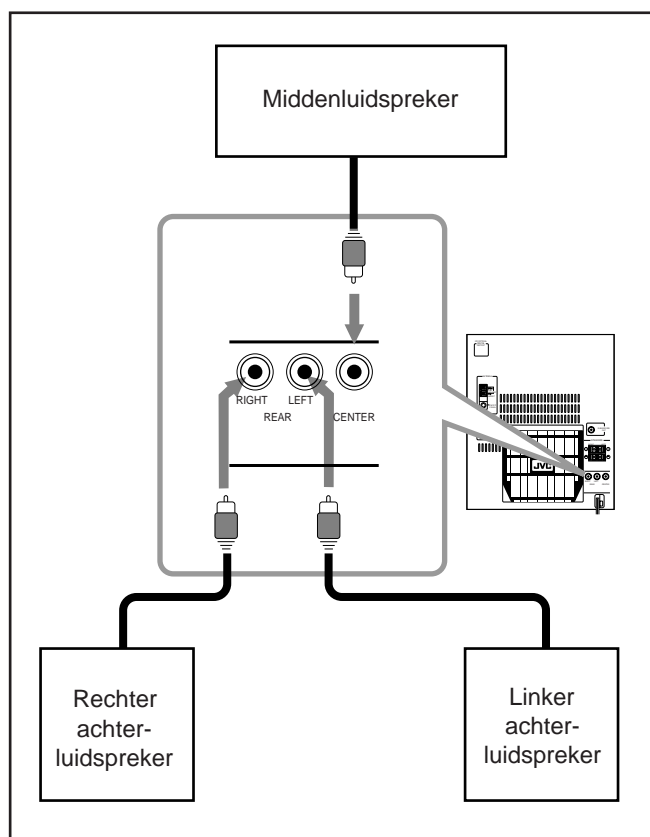 Middenluidspreker
RIGHT LEFT
REAR CENTER
JVC
Rechter
achter-
luidspreker
Linker
achter-
luidspreker